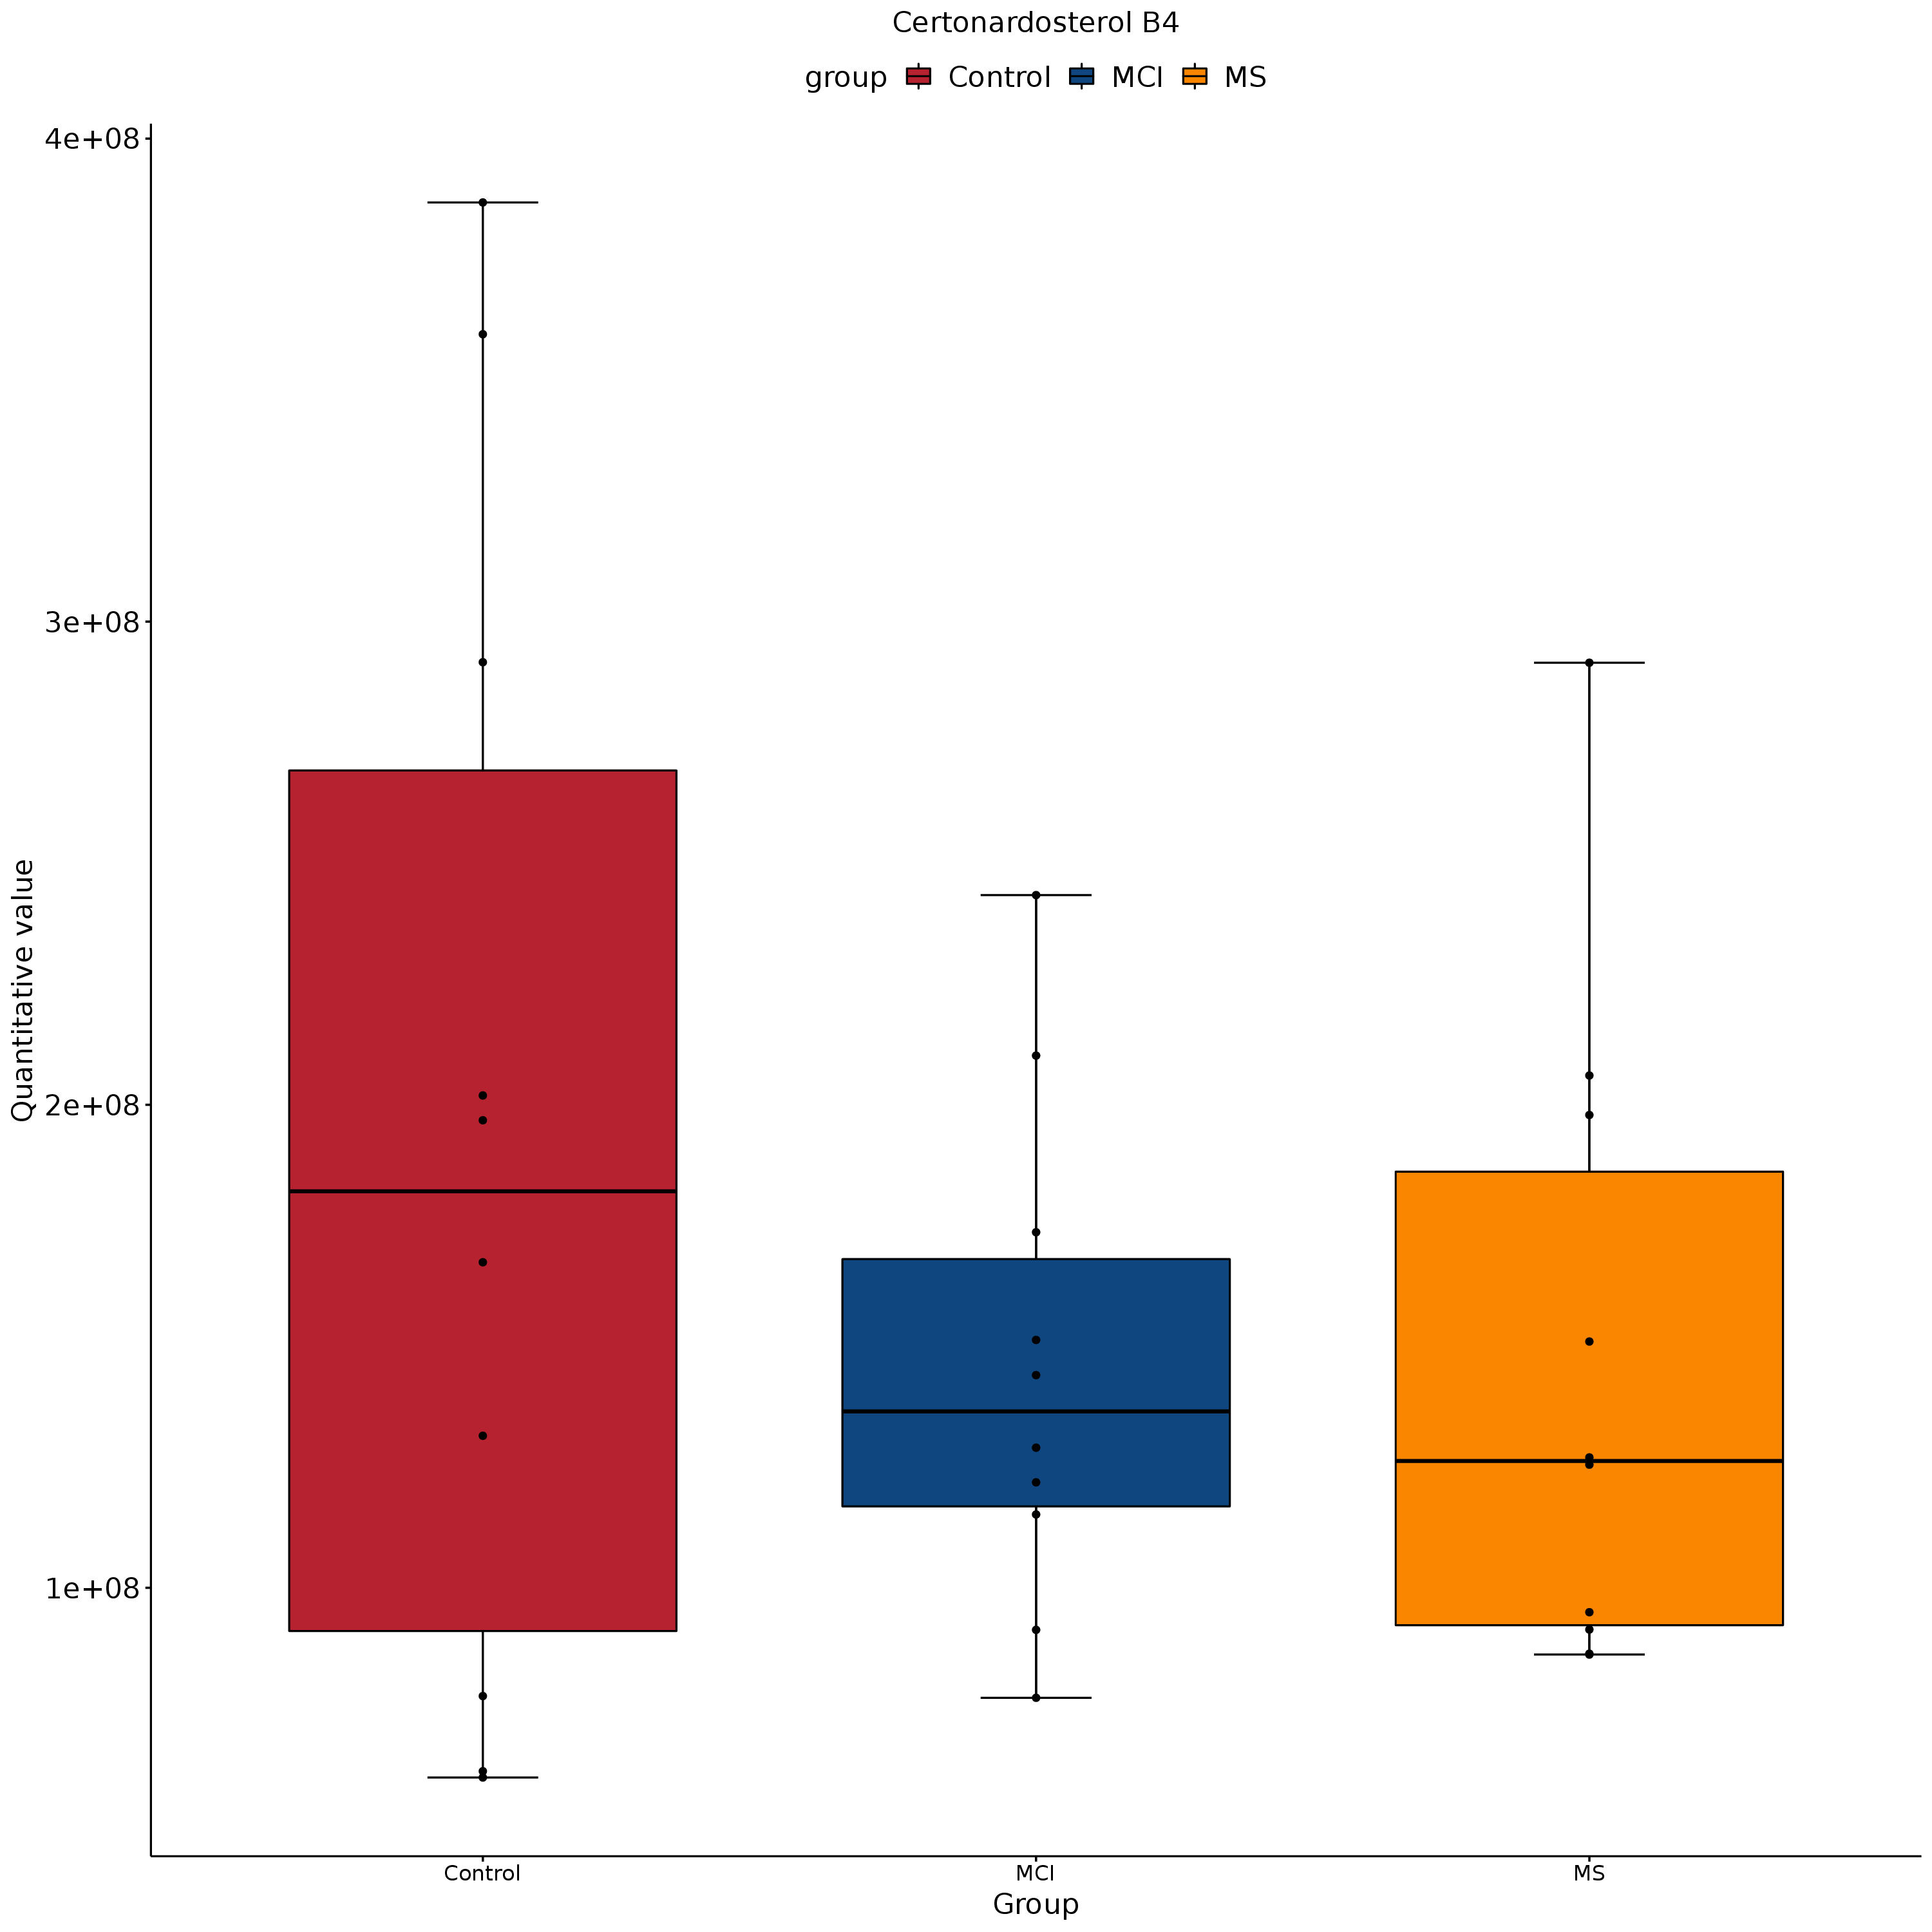 Certonardosterol B4
group Control MCI MS
4e+08
3e+08
2e+08
1e+08
Quantitative value
Control MCI MS
Group